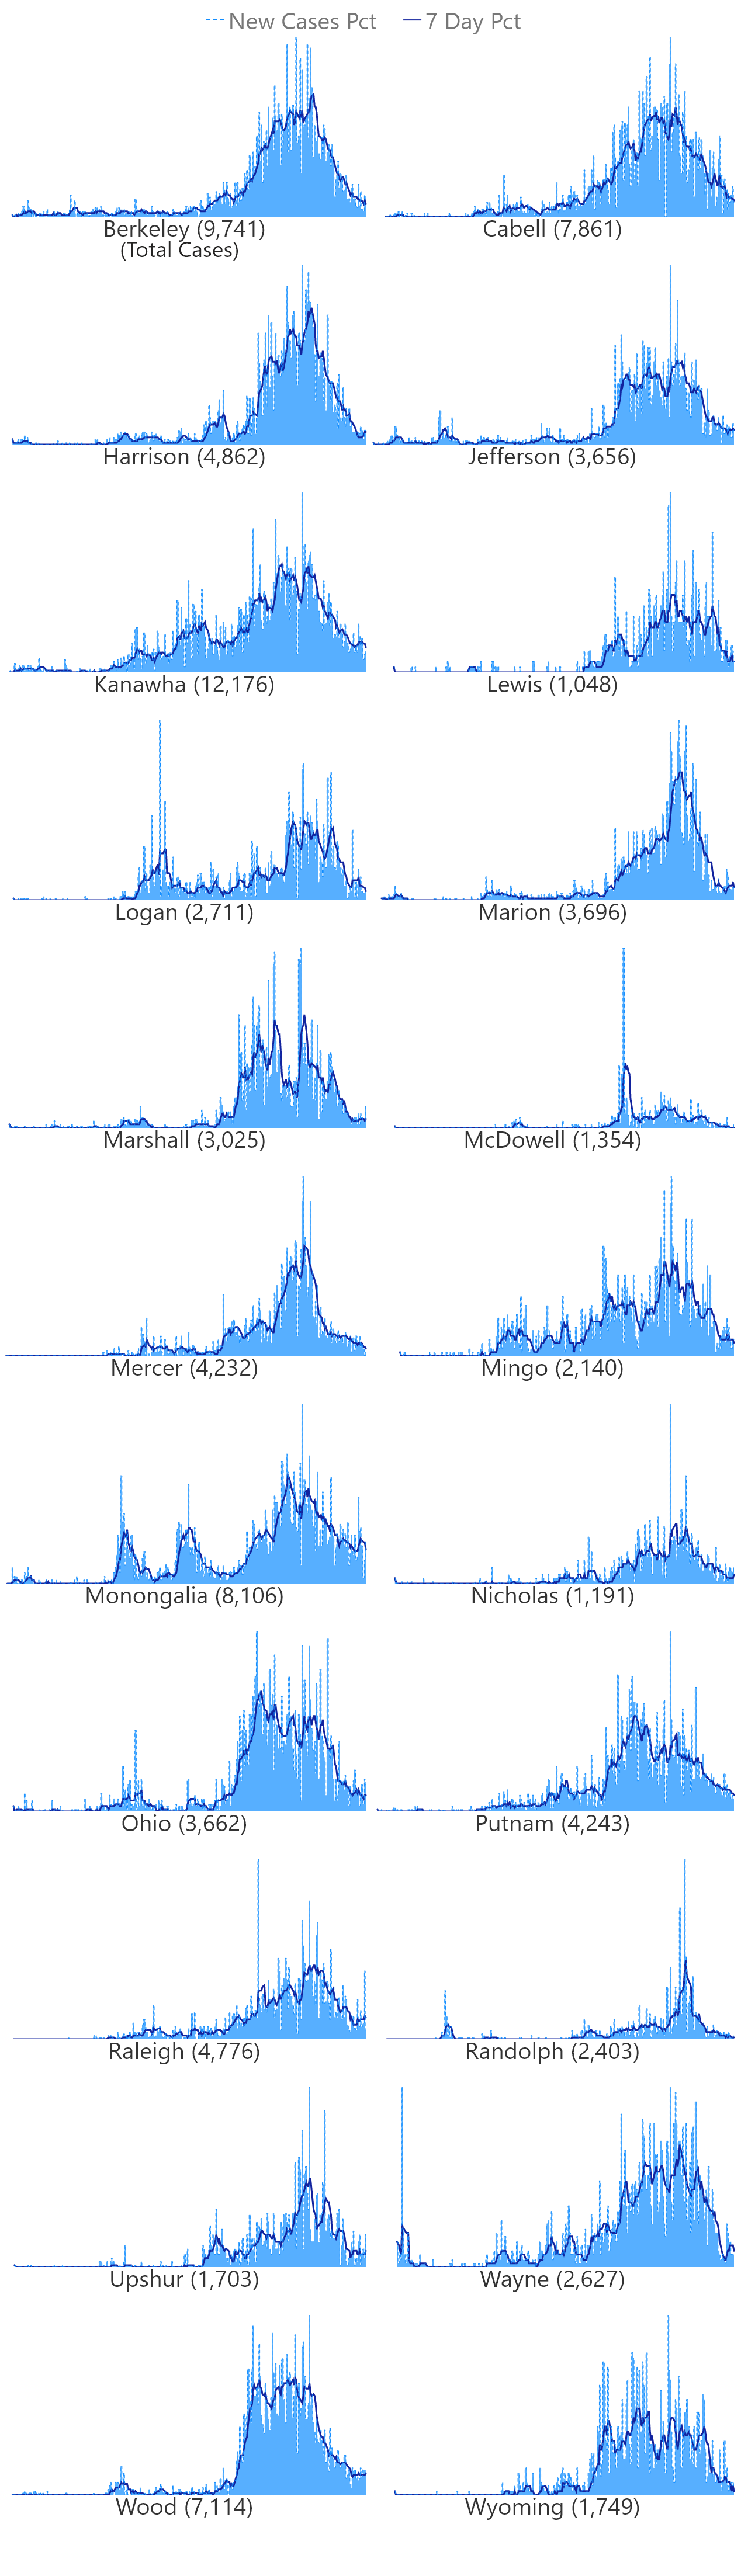 New Cases Pct 7 Day Pct
Berkeley (9,741) Cabell (7,861)
(Total Cases)
Harrison (4,862) Jefferson (3,656)
Kanawha (12,176) Lewis (1,048)
Logan (2,711) Marion (3,696)
Marshall (3,025) McDowell (1,354)
Mercer (4,232) Mingo (2,140)
Monongalia (8,106) Nicholas (1,191)
Ohio (3,662) Putnam (4,243)
Raleigh (4,776) Randolph (2,403)
Upshur (1,703) Wayne (2,627)
Wood (7,114) Wyoming (1,749)